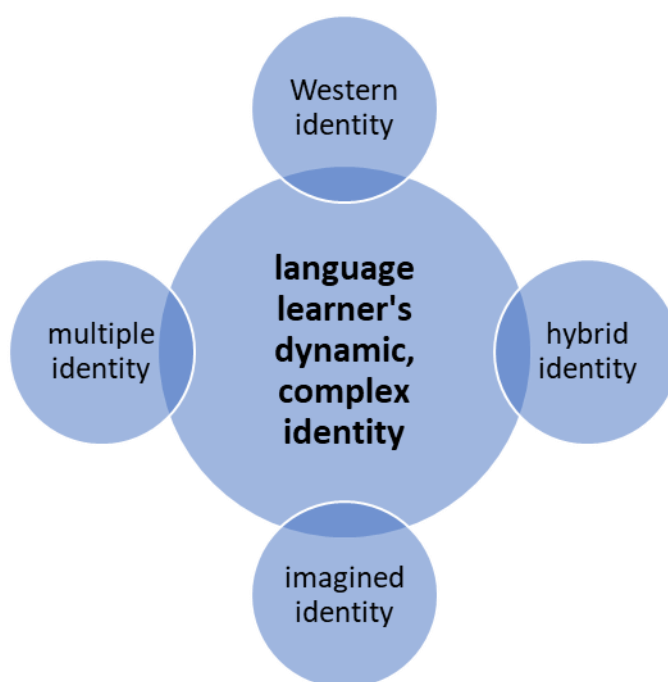 Western
identity
language
learner's
dynamic,
complex
identity
multiple
identity
hybrid
identity
imagined
identity